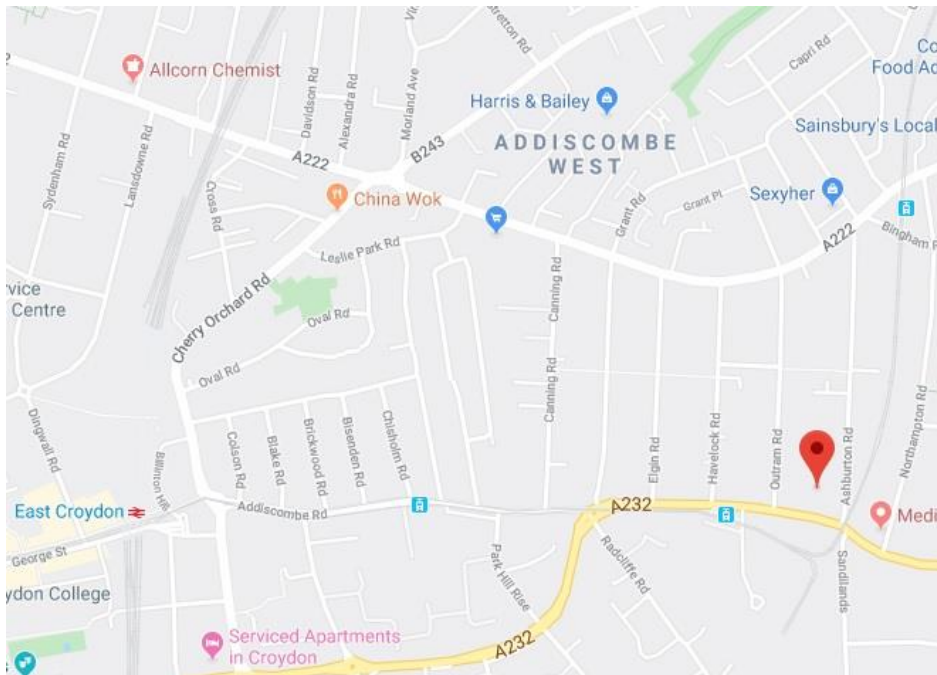 Stretton Rd
Allcorn Chemist
Davidson Rd
Alexandra Rd
Morland Ave
Capri Rd
Co
Food Ad
Harris & Bailey
B243
ADDISCOMBE
WEST
Sainsbury's Local
Sydenham Rd
Lansdowne Rd
A222
Cross Rd
China Wok
Grant Rd
Grant Pl
Sexyher
A222
Bingham R
Leslie Park Rd
rvice
Centre
Cherry Orchard Rd
Oval Rd
Canning Rd
Oval Rd
Canning Rd
Dingwall Rd
Billinton Hill
Colson Rd
Blake Rd
Brickwood Rd
Bisenden Rd
Chisholm Rd
Elgin Rd
Havelock Rd
Outram Rd
Ashburton Rd
Northampton Rd
East Croydon
Addiscombe Rd
A232
Medi
George St
ydon College
Park Hill Rise
Radcliffe Rd
Sandilands
Serviced Apartments
in Croydon
A232
s